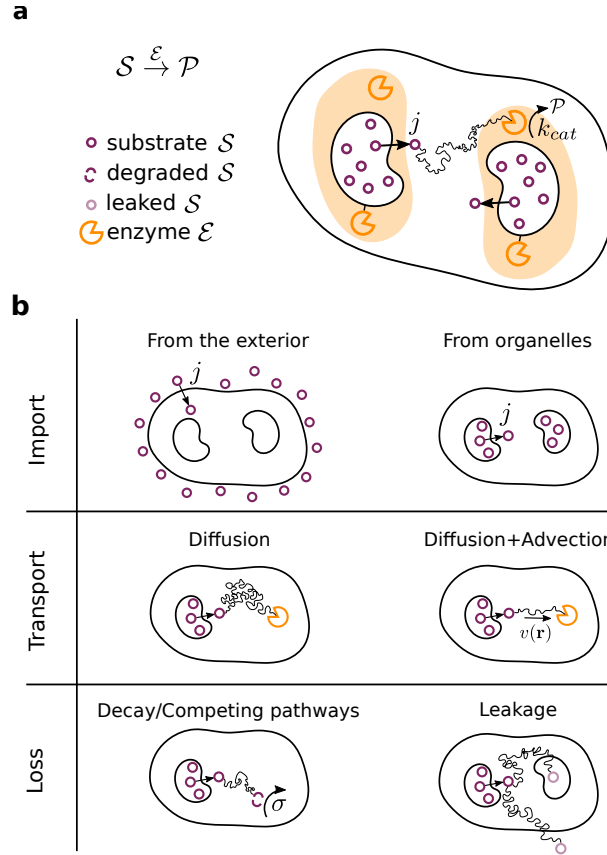 a
𝒮 →^ℰ 𝒫
substrate 𝒮
degraded 𝒮
leaked 𝒮
enzyme ℰ
j
𝒫
k_cat
b
From the exterior
From organelles
Import
j
j
Diffusion
Diffusion+Advection
Transport
v(r)
Decay/Competing pathways
Leakage
Loss
σ